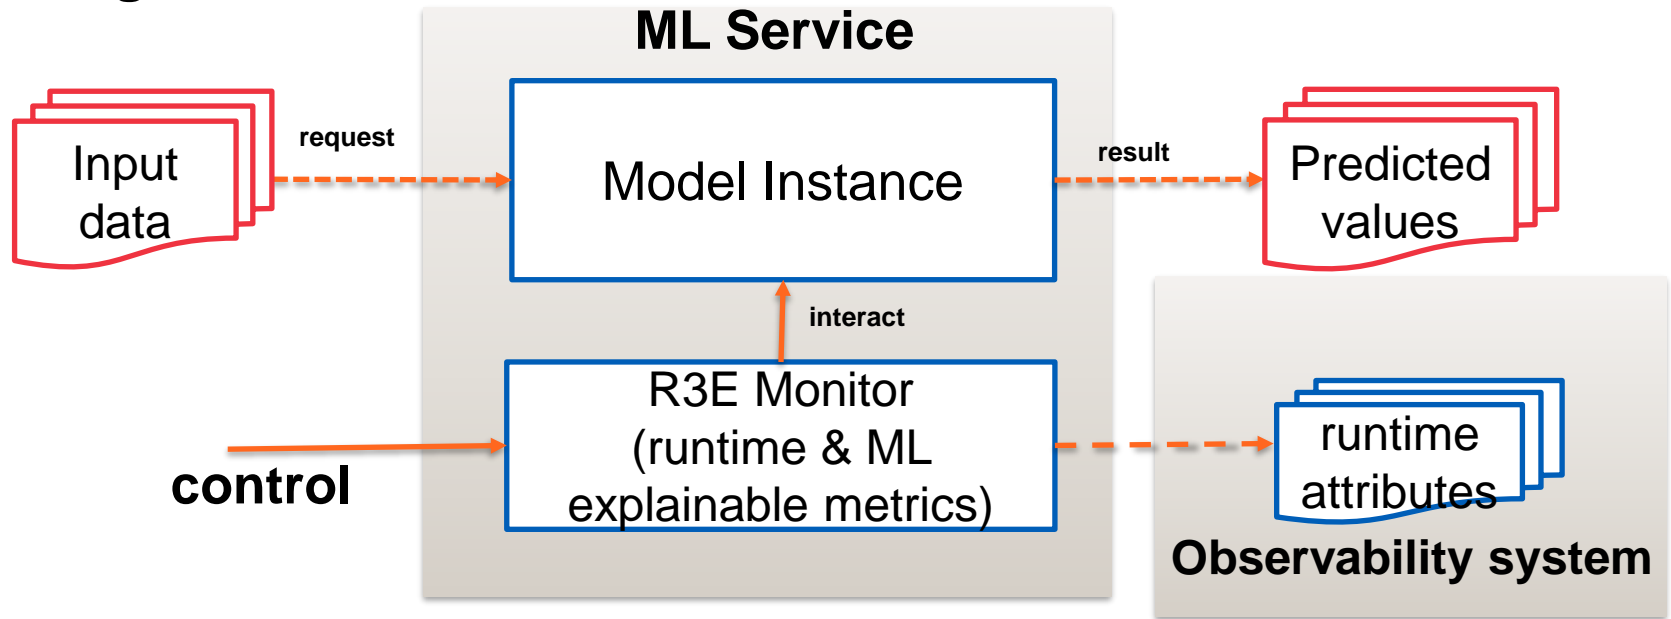 ML Service
Input
data
request
Model Instance
result
Predicted
values
interact
R3E Monitor
(runtime & ML
explainable metrics)
control
runtime
attributes
Observability system